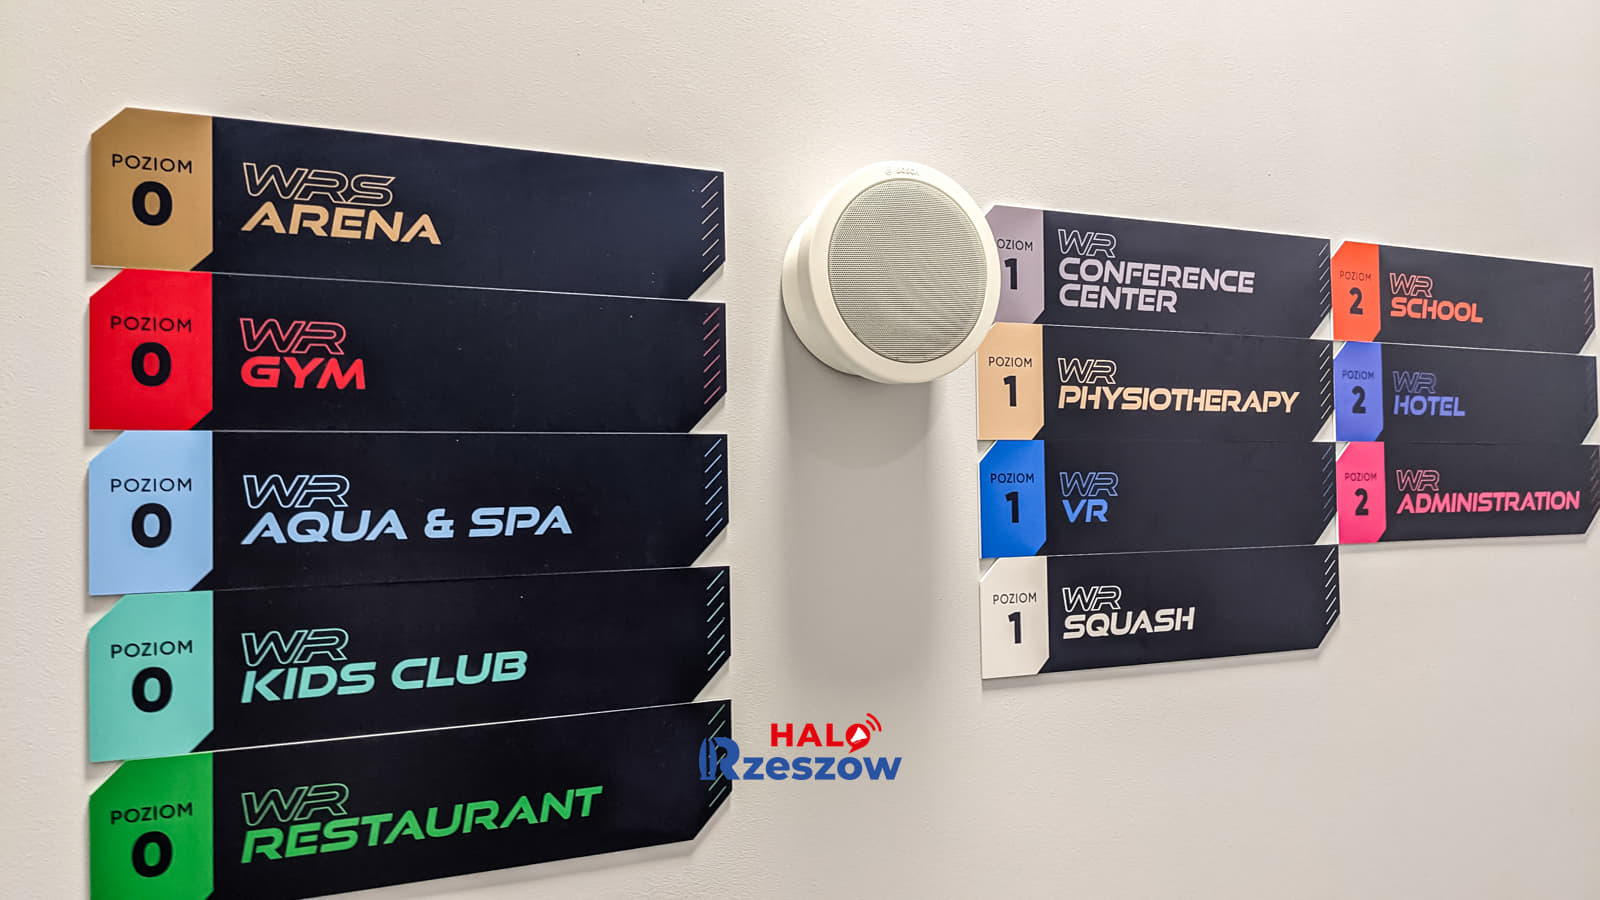 POZIOM
0
WRS
ARENA
POZIOM
0
WR
GYM
POZIOM
0
WR
AQUA & SPA
POZIOM
0
WR
KIDS CLUB
POZIOM
0
WR
RESTAURANT
BOSCH
OZIOM
1
WR
CONFERENCE
CENTER
POZIOM
1
WR
PHYSIOTHERAPY
POZIOM
1
WR
VR
POZIOM
1
WR
SQUASH
POZIOM
2
WR
SCHOOL
POZIOM
2
WR
HOTEL
POZIOM
2
WR
ADMINISTRATION
HALO
Rzeszow